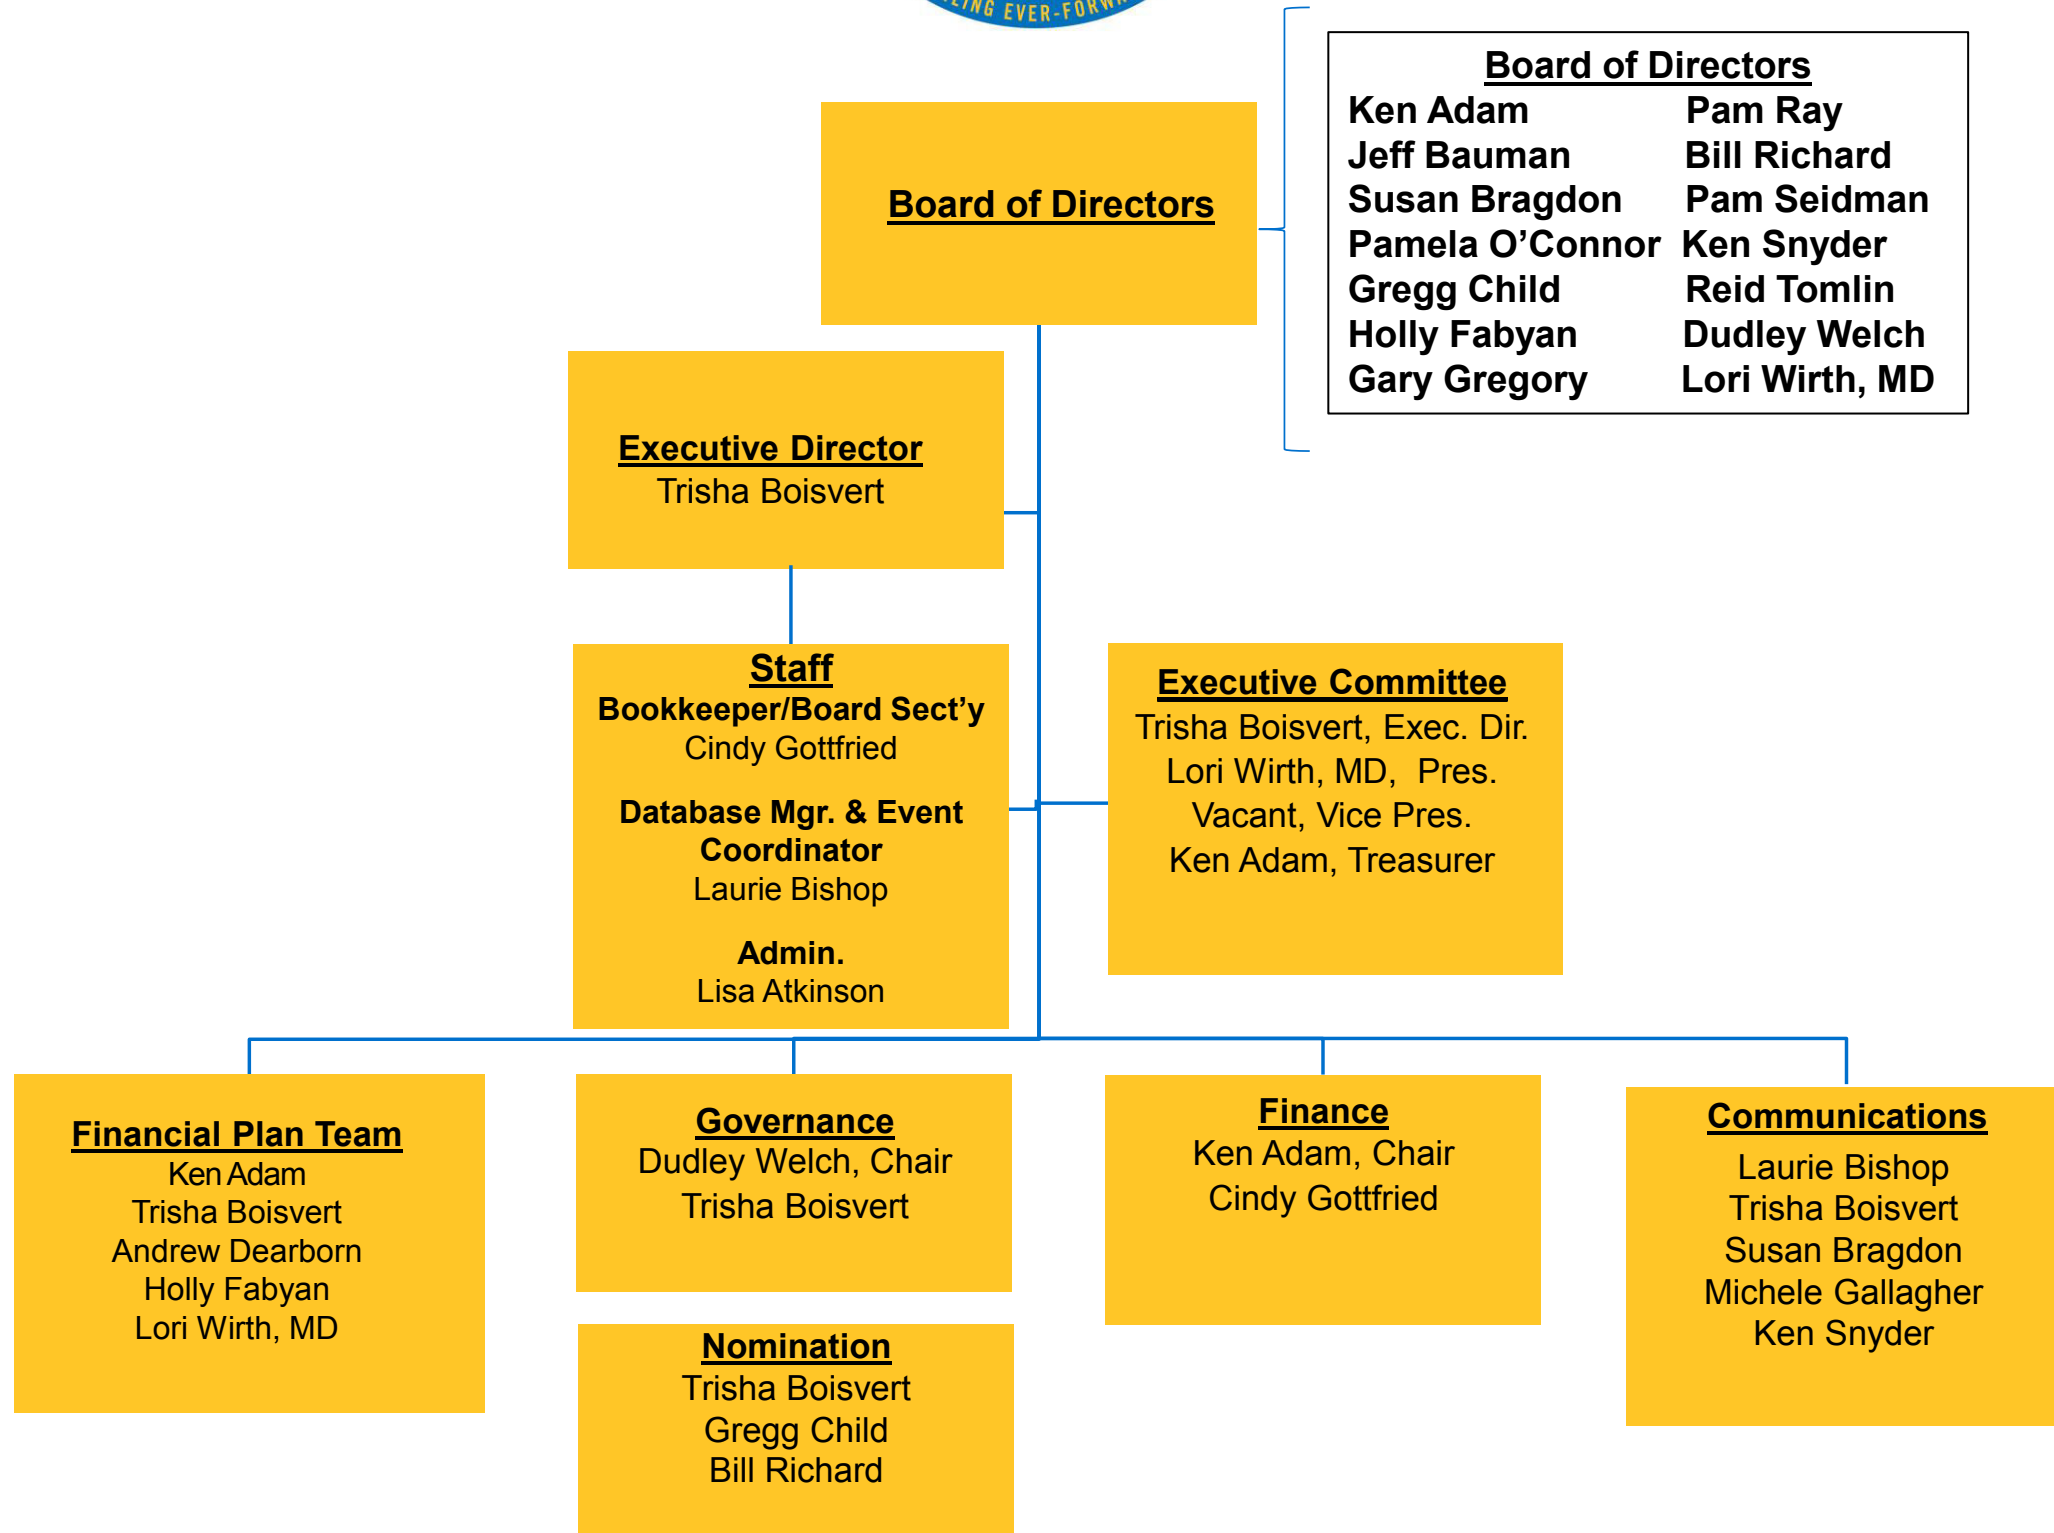 EVER-FORW
Board of Directors
Ken Adam Pam Ray
Jeff Bauman Bill Richard
Susan Bragdon Pam Seidman
Pamela O’Connor Ken Snyder
Gregg Child Reid Tomlin
Holly Fabyan Dudley Welch
Gary Gregory Lori Wirth, MD
Board of Directors
Executive Director
Trisha Boisvert
Staff
Bookkeeper/Board Sect’y
Cindy Gottfried
Database Mgr. & Event
Coordinator
Laurie Bishop
Admin.
Lisa Atkinson
Executive Committee
Trisha Boisvert, Exec. Dir.
Lori Wirth, MD, Pres.
Vacant, Vice Pres.
Ken Adam, Treasurer
Financial Plan Team
Ken Adam
Trisha Boisvert
Andrew Dearborn
Holly Fabyan
Lori Wirth, MD
Governance
Dudley Welch, Chair
Trisha Boisvert
Nomination
Trisha Boisvert
Gregg Child
Bill Richard
Finance
Ken Adam, Chair
Cindy Gottfried
Communications
Laurie Bishop
Trisha Boisvert
Susan Bragdon
Michele Gallagher
Ken Snyder